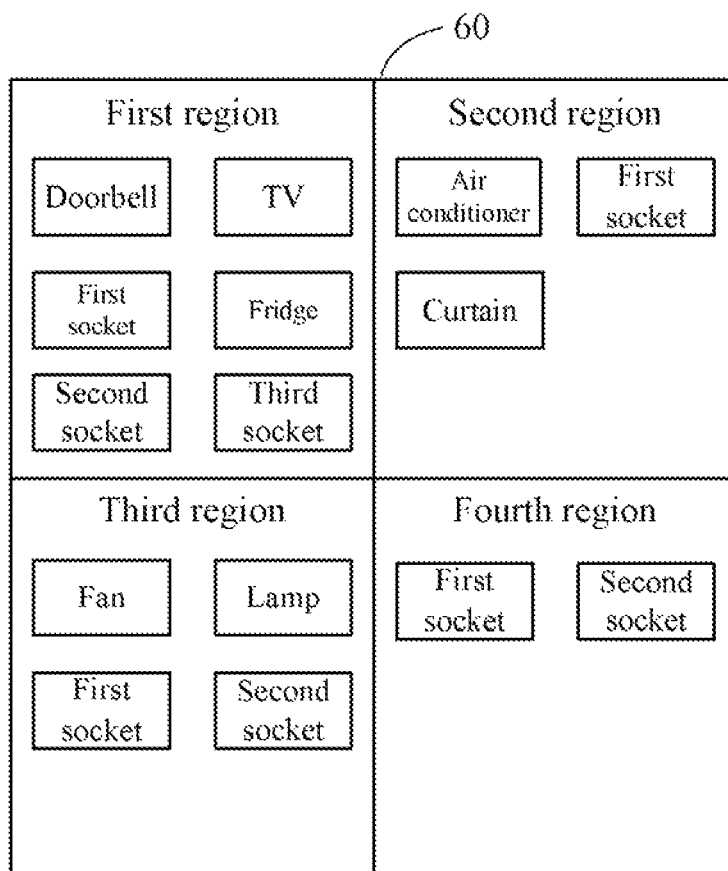 60
First region
Doorbell
TV
First
socket
Fridge
Second
socket
Third
socket
Second region
Air
conditioner
First
socket
Curtain
Third region
Fan
Lamp
First
socket
Second
socket
Fourth region
First
socket
Second
socket